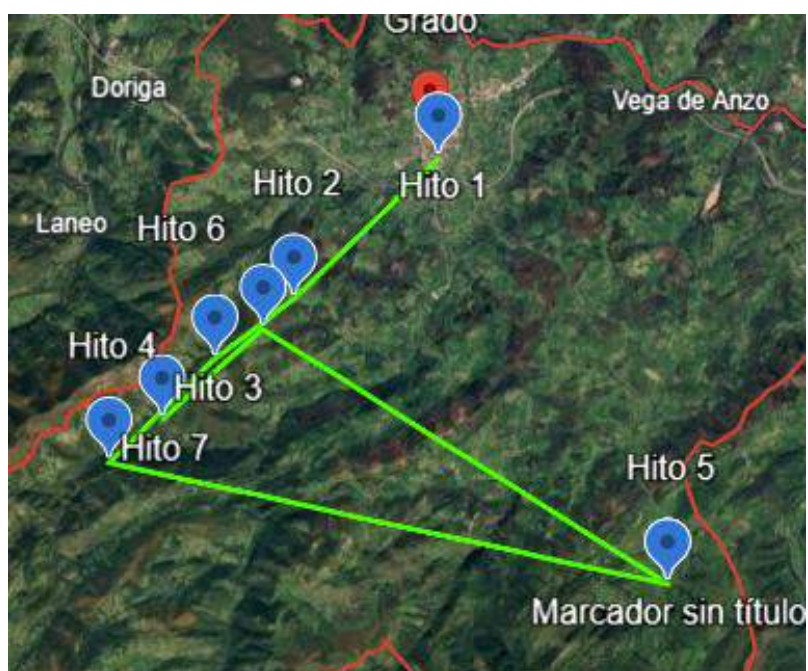 Grado
Doriga
Vega de Anzo
Hito 2
Hito 1
Laneo
Hito 6
Hito 4
Hito 3
Hito 7
Hito 5
Marcador sin título